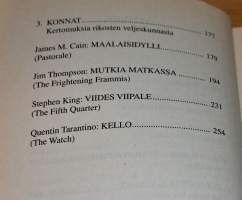 3. KONNAT
Kertomuksia rikosten veljeskunnasta 177
James M. Cain: MAALAISIDYLLI 179
(Pastorale)
Jim Thompson: MUTKIA MATKASSA 194
(The Frightening Frammis)
Stephen King: VIIDES VIIPALE 231
(The Fifth Quarter)
Quentin Tarantino: KELLO 254
(The Watch)